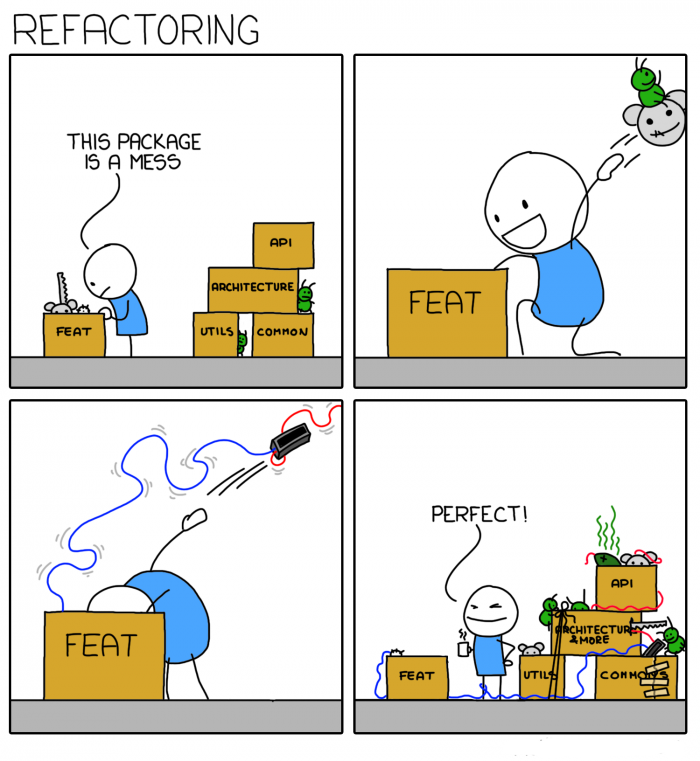 REFACTORING
THIS PACKAGE
IS A MESS
API
ARCHITECTURE
FEAT
UTILS
COMMON
FEAT
FEAT
PERFECT!
API
ARCHITECTURE
& MORE
FEAT
UTILS
COMMONS